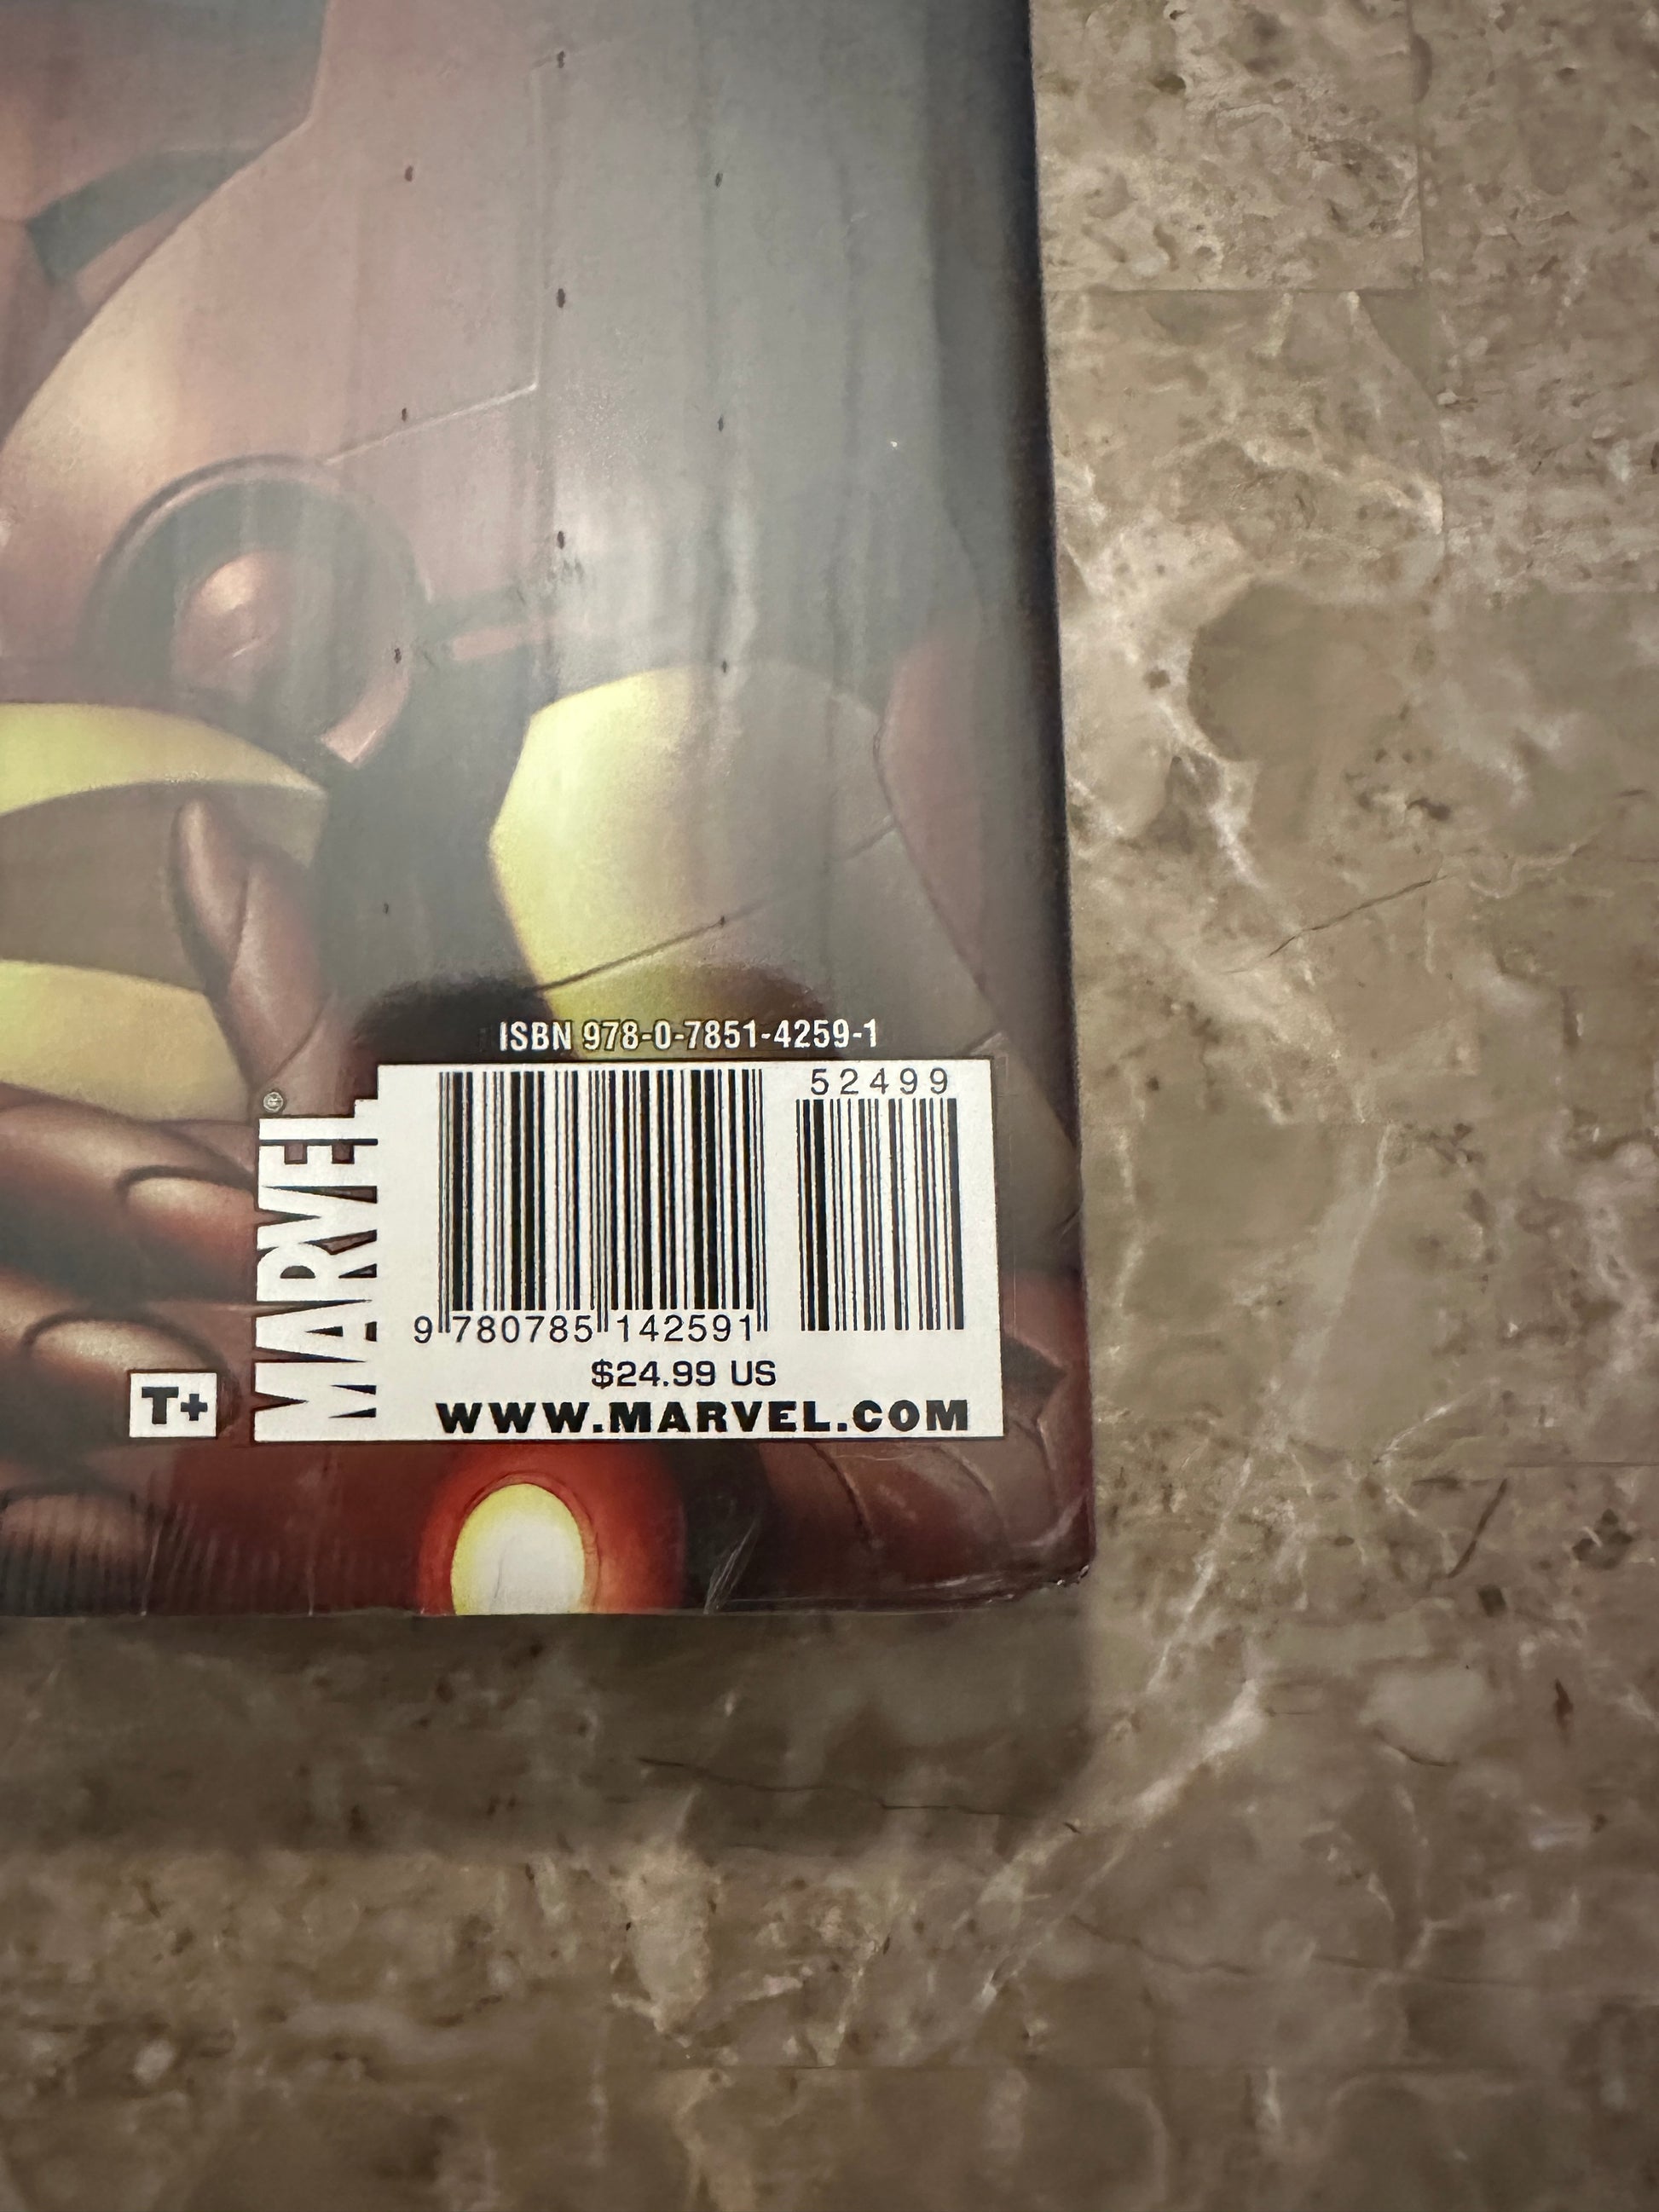 ISBN 978-0-7851-4259-1
52499
MARVEL®
9 780785 142591
$24.99 US
T+
WWW.MARVEL.COM